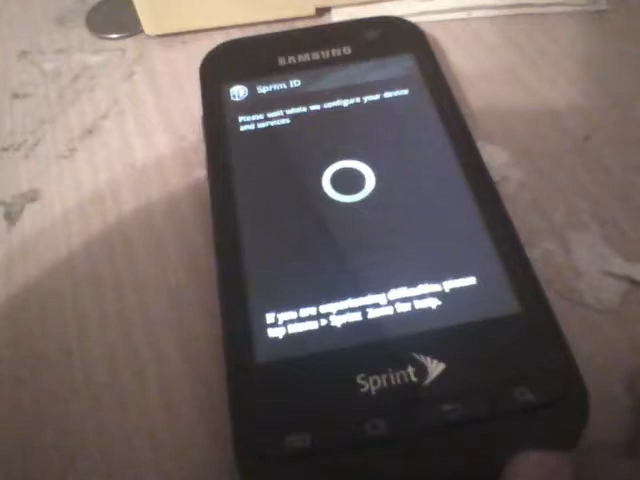 SAMSUNG
Sprint ID
Please wait while we configure your device
and services
If you are experiencing difficulties please
tap Menu > Sprint Zone for help.
Sprint